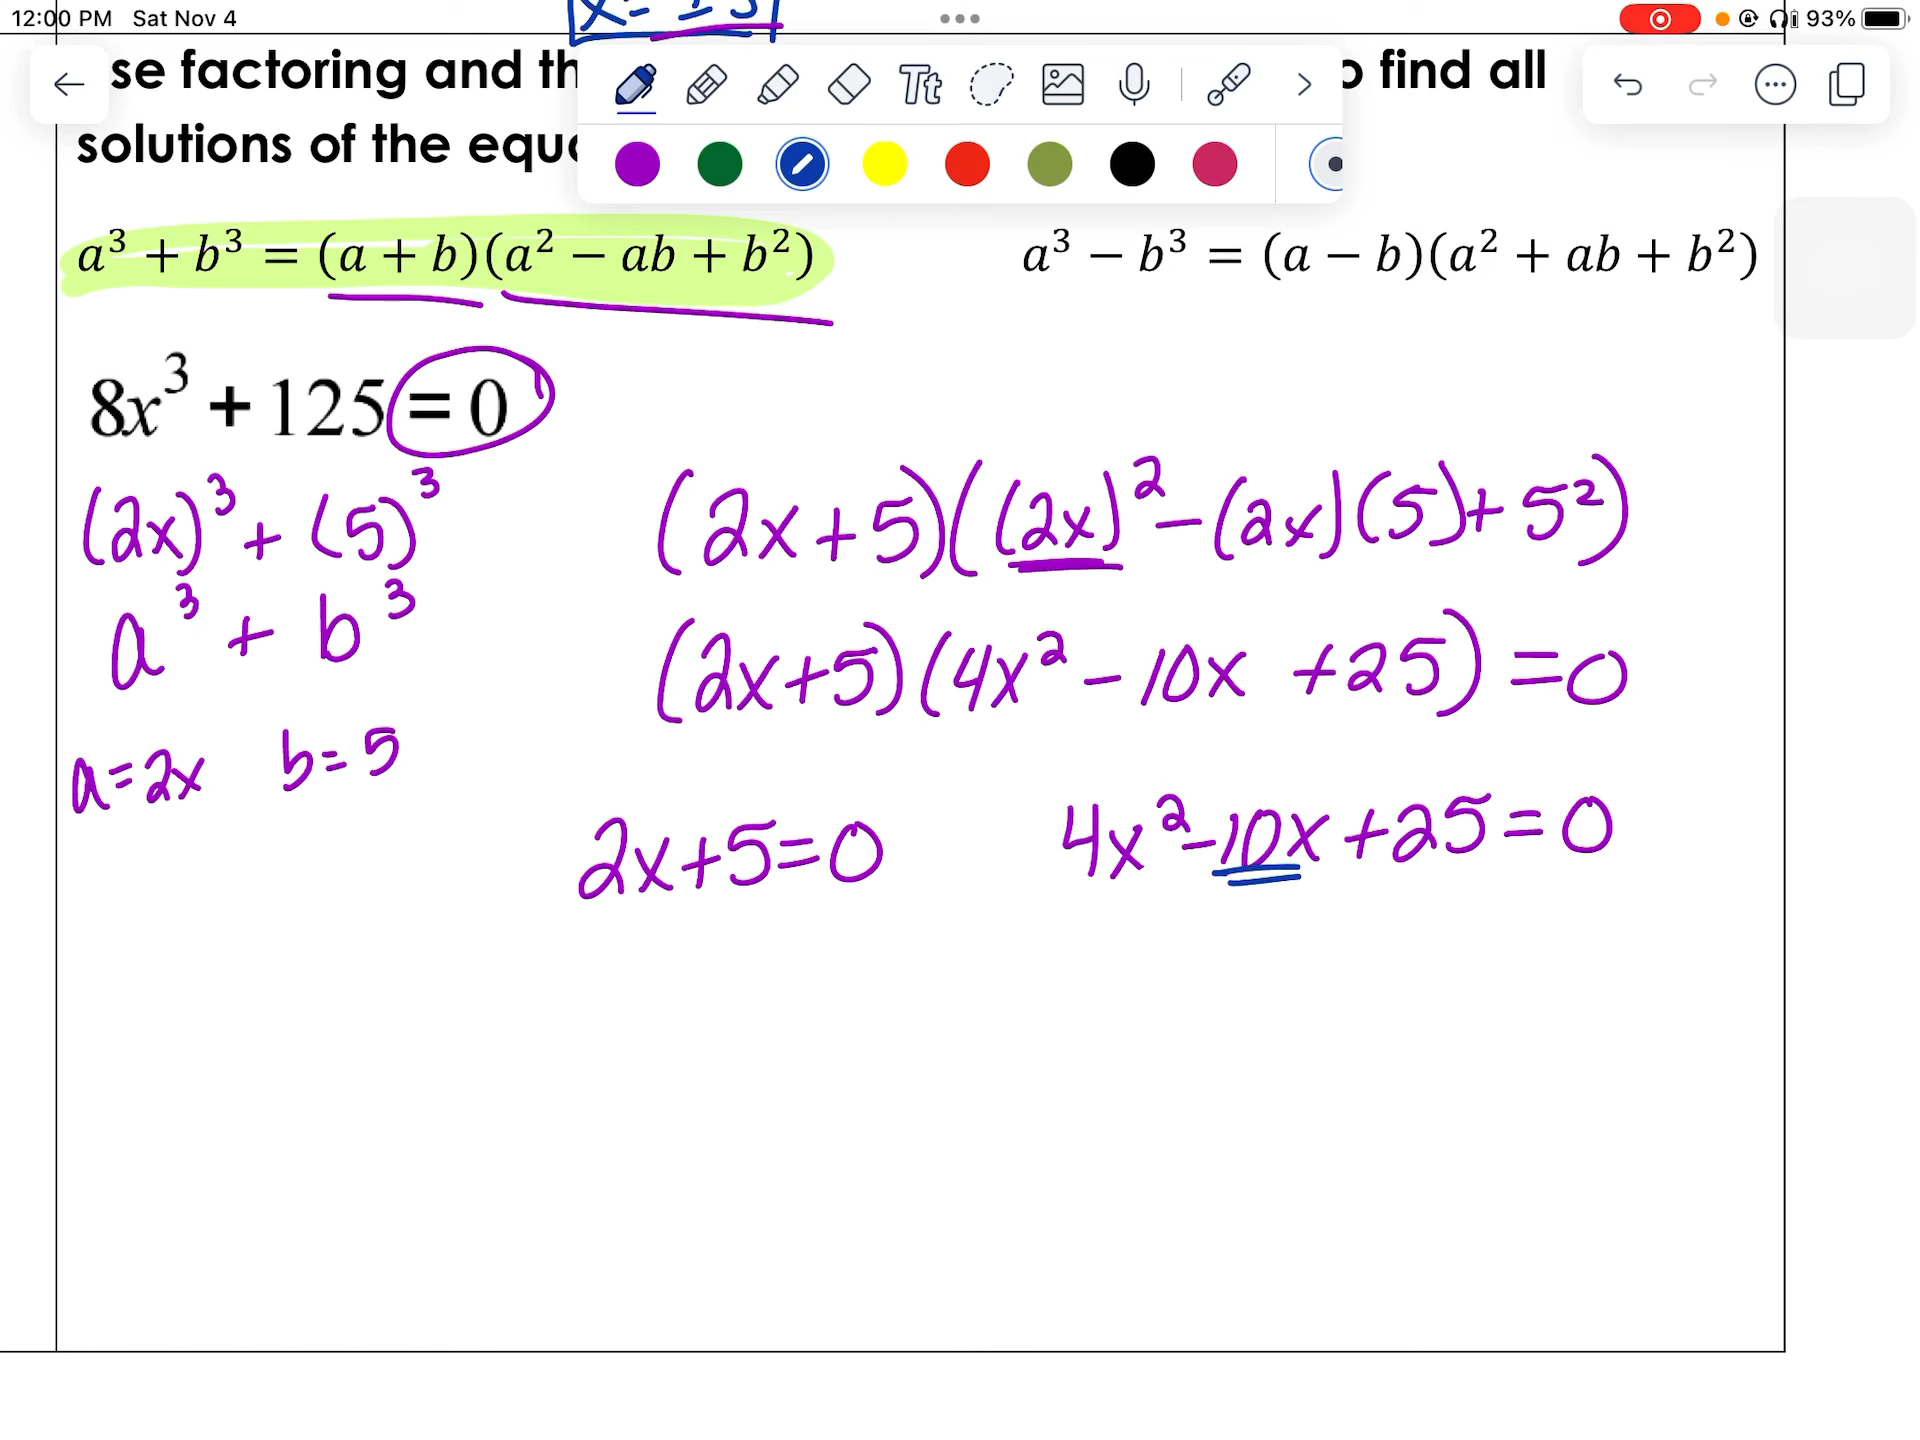 12:00 PM Sat Nov 4 93%
x = ± 5
se factoring and th o find all
solutions of the equa
Tt
a³ + b³ = (a + b)(a² − ab + b²) a³ − b³ = (a − b)(a² + ab + b²)
8x³ + 125 = 0
(2x)³ + (5)³ (2x+5)((2x)² − (2x)(5) + 5²)
a³ + b³ (2x+5)(4x² − 10x + 25) = 0
a = 2x b = 5
2x+5=0 4x² − 10x + 25 = 0